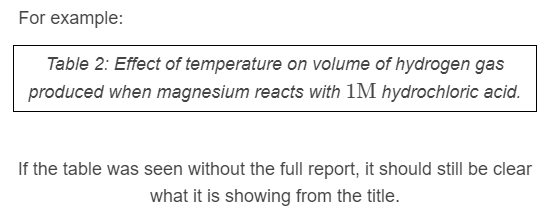 For example:
Table 2: Effect of temperature on volume of hydrogen gas
produced when magnesium reacts with 1M hydrochloric acid.
If the table was seen without the full report, it should still be clear
what it is showing from the title.